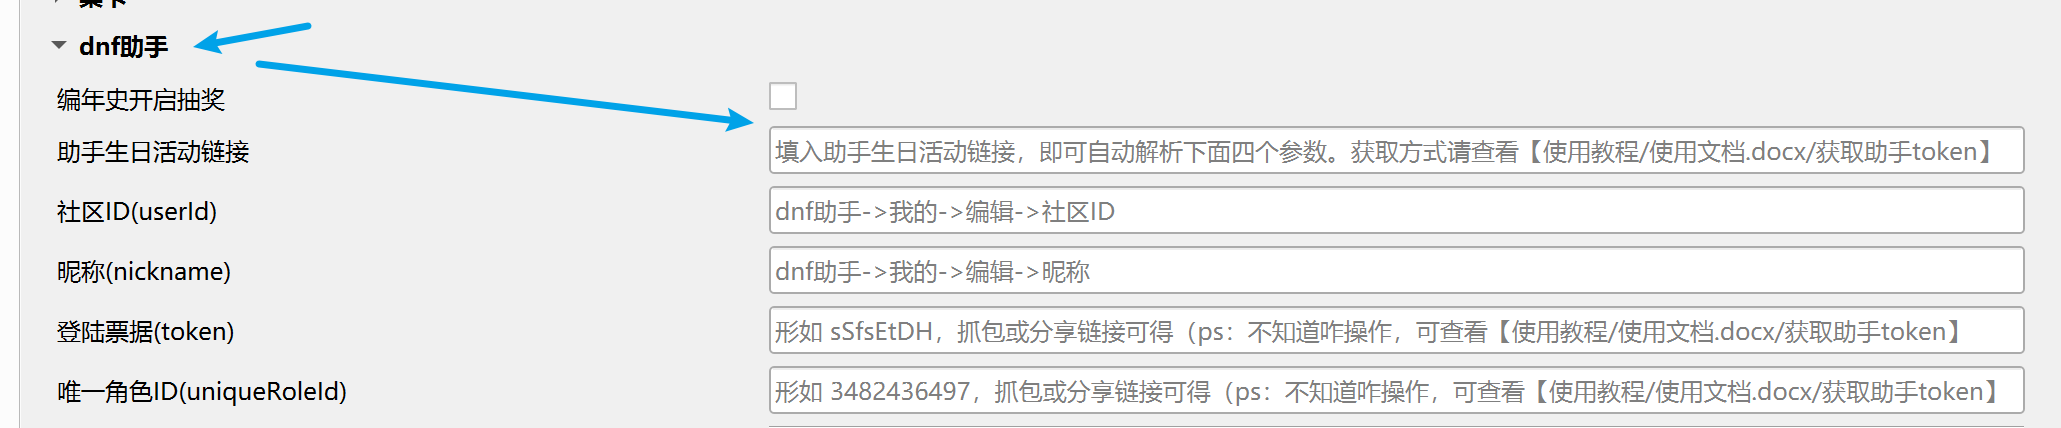 dnf助手
编年史开启抽奖
助手生日活动链接
填入助手生日活动链接，即可自动解析下面四个参数。获取方式请查看【使用教程/使用文档.docx/获取助手token】
社区ID(userId)
dnf助手->我的->编辑->社区ID
昵称(nickname)
dnf助手->我的->编辑->昵称
登陆票据(token)
形如 sSfsEtDH，抓包或分享链接可得（ps：不知道咋操作，可查看【使用教程/使用文档.docx/获取助手token】
唯一角色ID(uniqueRoleId)
形如 3482436497，抓包或分享链接可得（ps：不知道咋操作，可查看【使用教程/使用文档.docx/获取助手token】